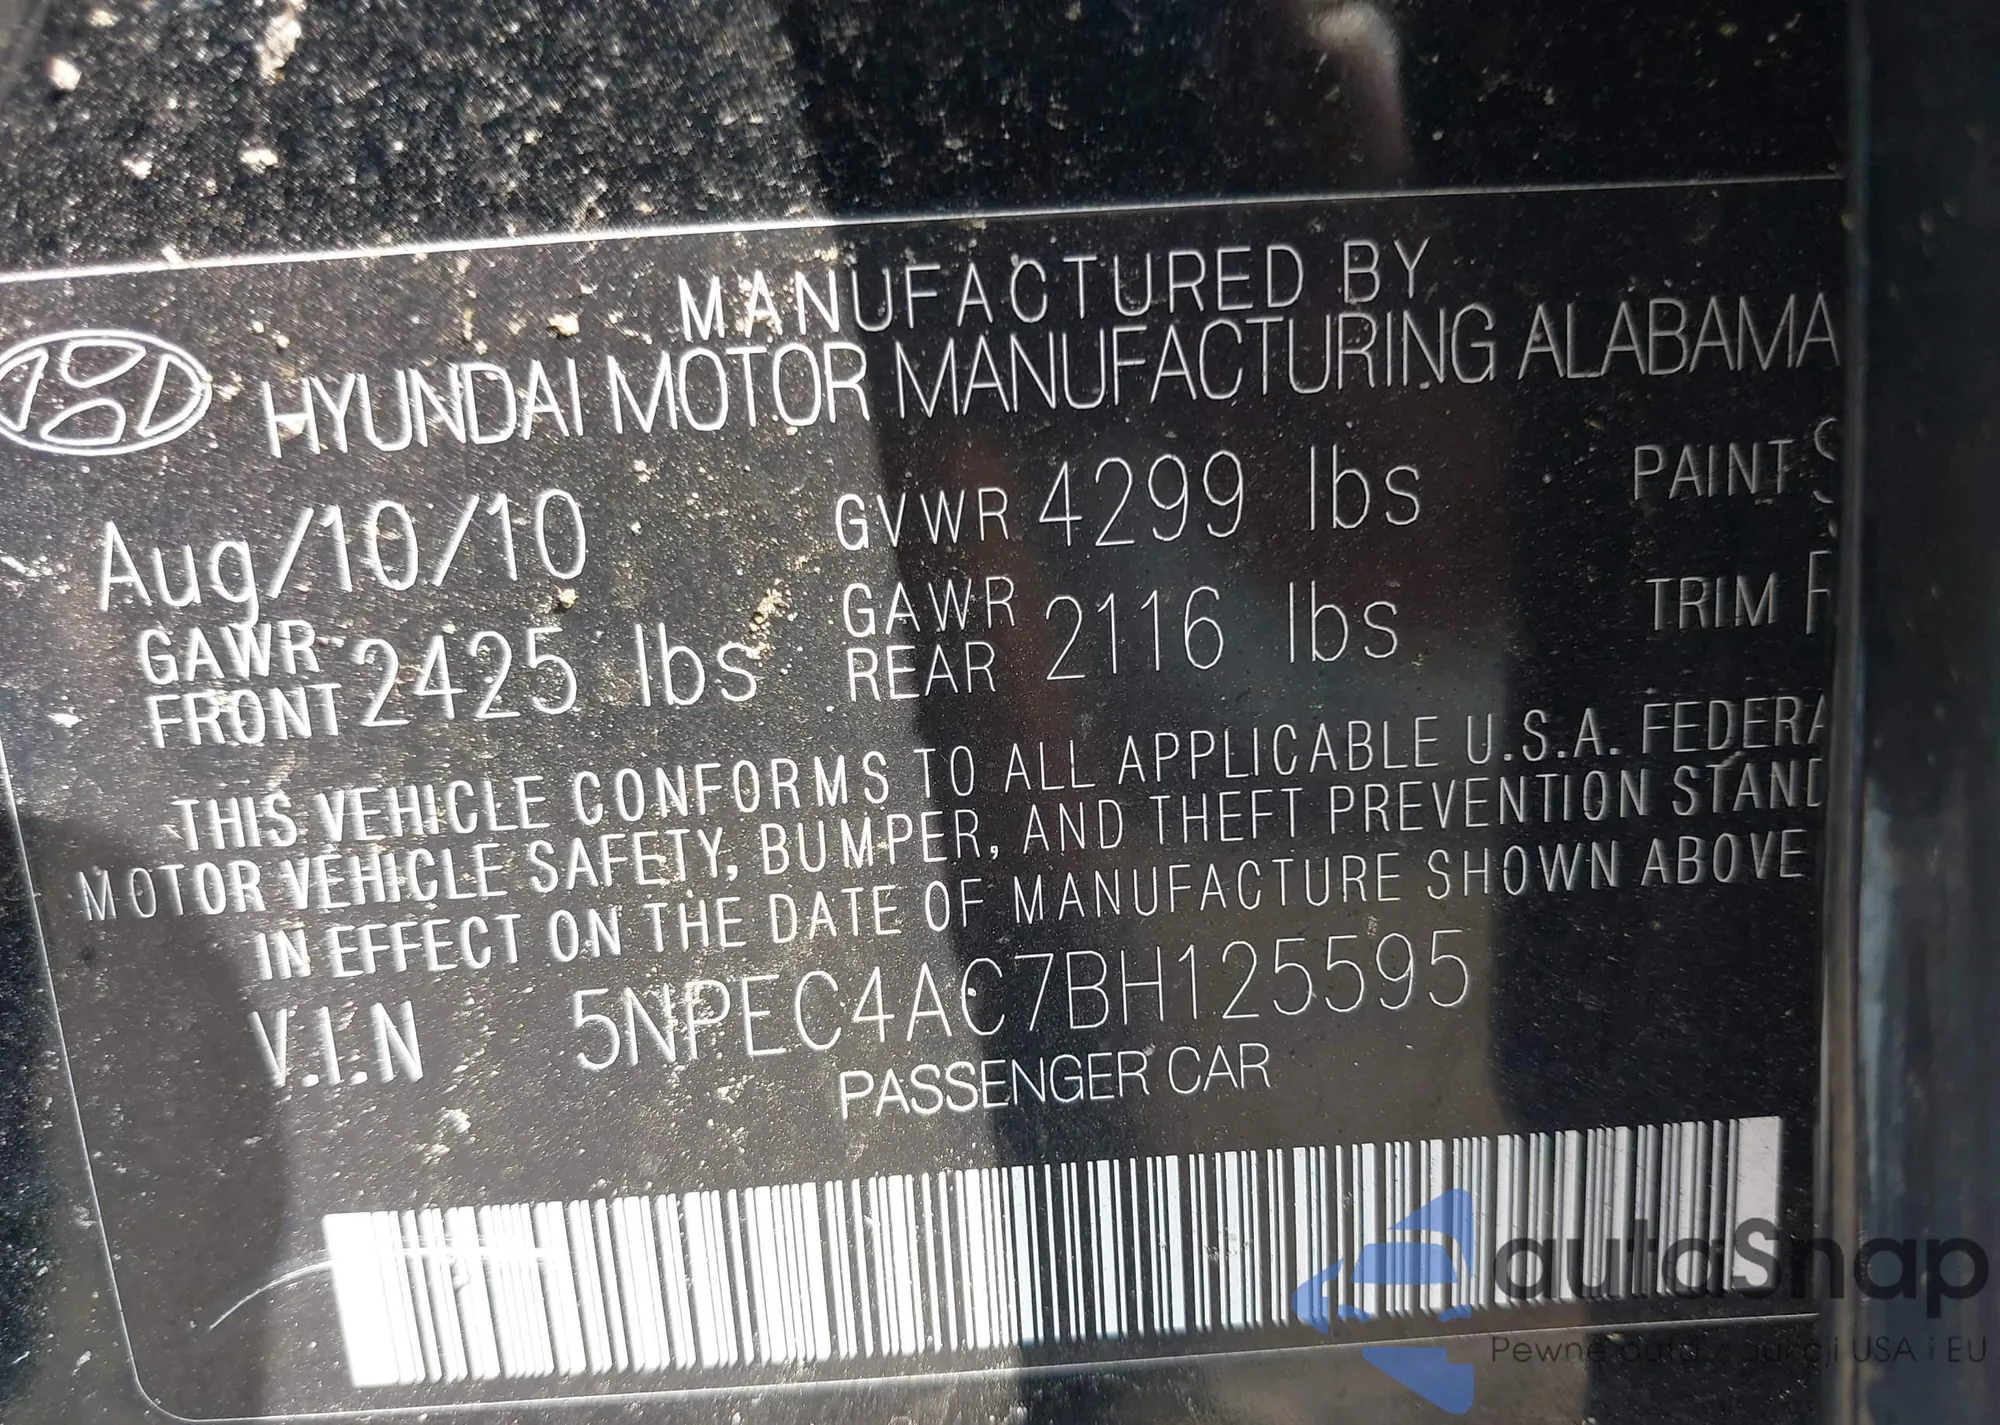 MANUFACTURED BY
HYUNDAI MOTOR MANUFACTURING ALABAMA
Aug/10/10 GVWR 4299 lbs PAINT S
GAWR FRONT 2425 lbs GAWR REAR 2116 lbs TRIM
THIS VEHICLE CONFORMS TO ALL APPLICABLE U.S.A. FEDERA
MOTOR VEHICLE SAFETY, BUMPER, AND THEFT PREVENTION STAND
IN EFFECT ON THE DATE OF MANUFACTURE SHOWN ABOVE
V.I.N 5NPEC4AC7BH125595
PASSENGER CAR
autaSnap
Pewne auta z aukcji USA i EU